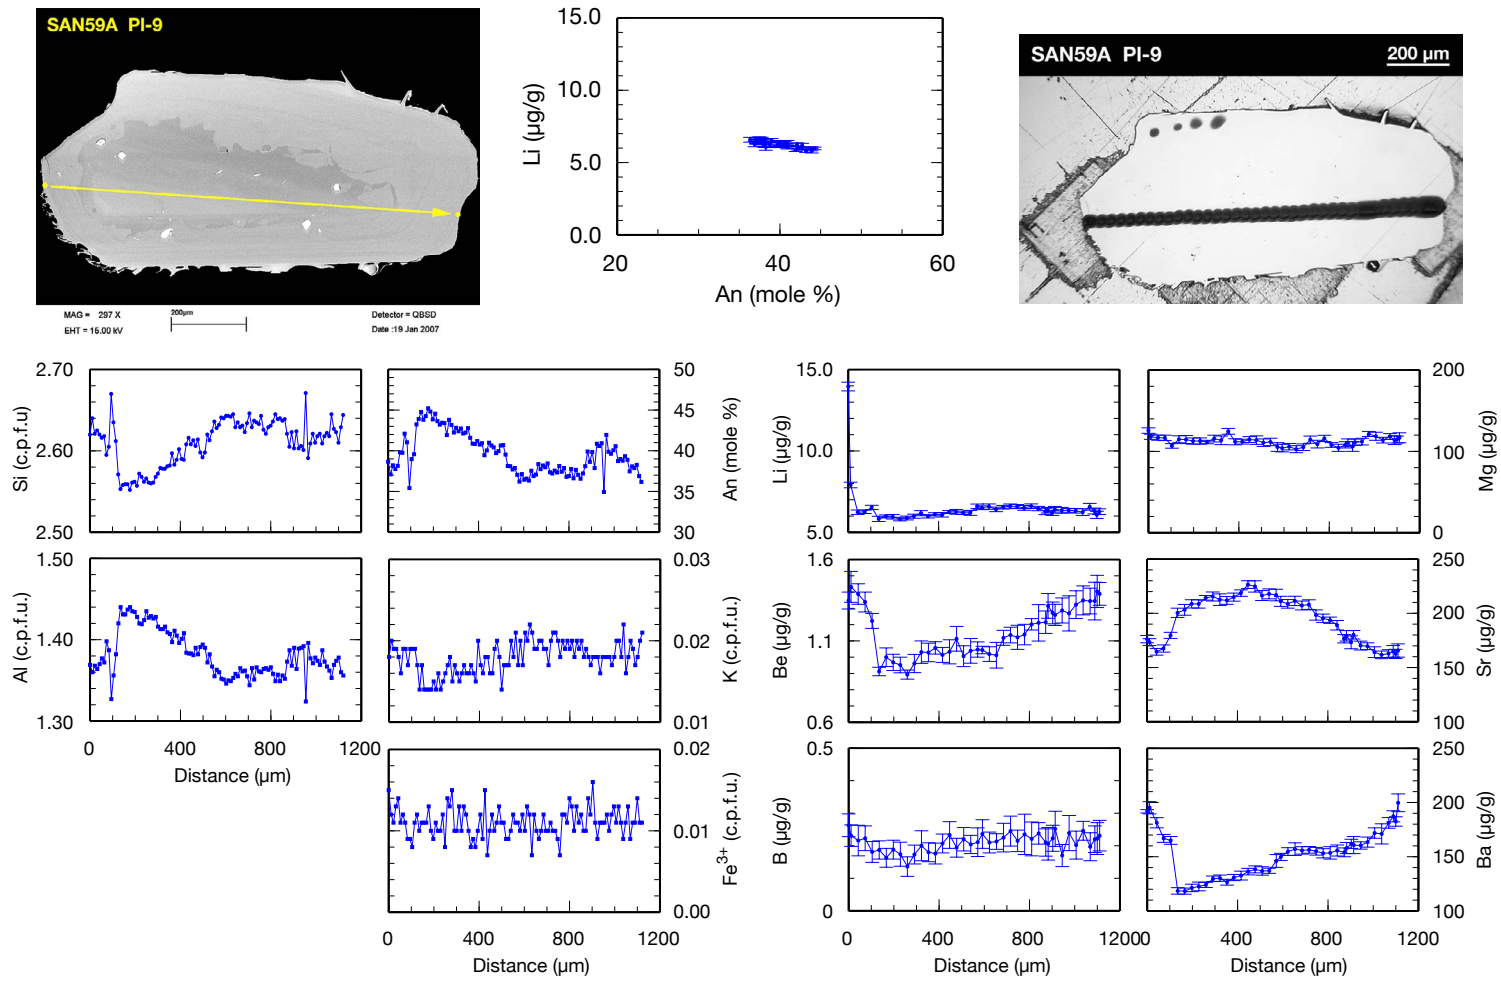 SAN59A PI-9
MAG = 297 X
EHT = 15.00 kV
200µm
Detector = QBSD
Date :19 Jan 2007
15.0
10.0
5.0
0.0
Li (µg/g)
20
40
60
An (mole %)
SAN59A PI-9
200 µm
2.70
2.60
2.50
Si (c.p.f.u)
50
45
40
35
30
An (mole %)
15.0
10.0
5.0
Li (µg/g)
200
100
0
Mg (µg/g)
1.50
1.40
1.30
Al (c.p.f.u.)
0
400
800
1200
Distance (µm)
0.03
0.02
0.01
K (c.p.f.u.)
1.6
1.1
0.6
Be (µg/g)
250
200
150
100
Sr (µg/g)
0.02
0.01
0.00
Fe3+ (c.p.f.u.)
0
400
800
1200
Distance (µm)
0.5
0
B (µg/g)
0
400
800
1200
Distance (µm)
250
200
150
100
Ba (µg/g)
0
400
800
1200
Distance (µm)